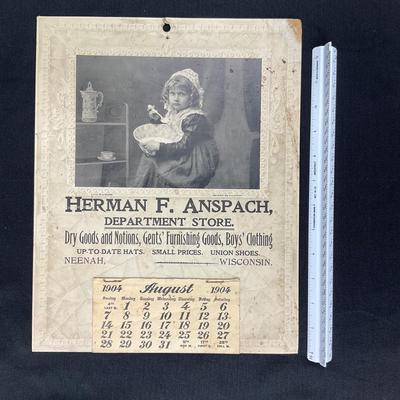 HERMAN F. ANSPACH,
DEPARTMENT STORE.
Dry Goods and Notions, Gents' Furnishing Goods, Boys' Clothing
UP-TO-DATE HATS. SMALL PRICES. UNION SHOES.
NEENAH, WISCONSIN.
1904 August 1904
Sunday Monday Tuesday Wednesday Thursday Friday Saturday
1 2 3 4 5 6
7 8 9 10 11 12 13
14 15 16 17 18 19 20
21 22 23 24 25 26 27
28 29 30 31